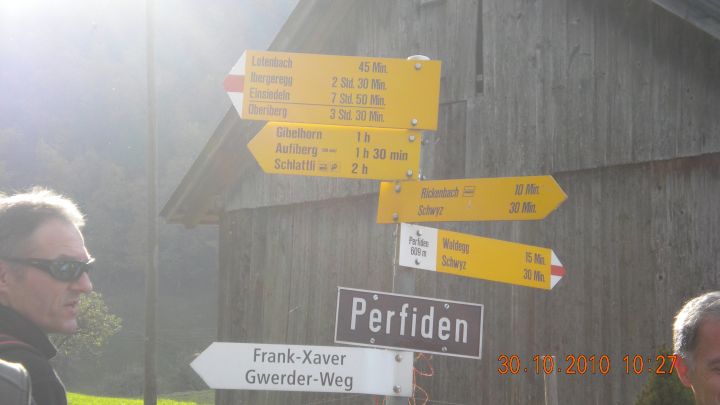 Lotenbach 45 Min.
Ibergeregg 2 Std. 30 Min.
Einsiedeln 7 Std. 50 Min.
Oberiberg 3 Std. 30 Min.
Gibelhorn 1 h
Aufiberg 1 h 30 min
Schlattli P 2 h
Rickenbach 10 Min.
Schwyz 30 Min.
Perfiden
609 m
Waldegg 15 Min.
Schwyz 30 Min.
Perfiden
Frank-Xaver
Gwerder-Weg
30.10.2010 10:27